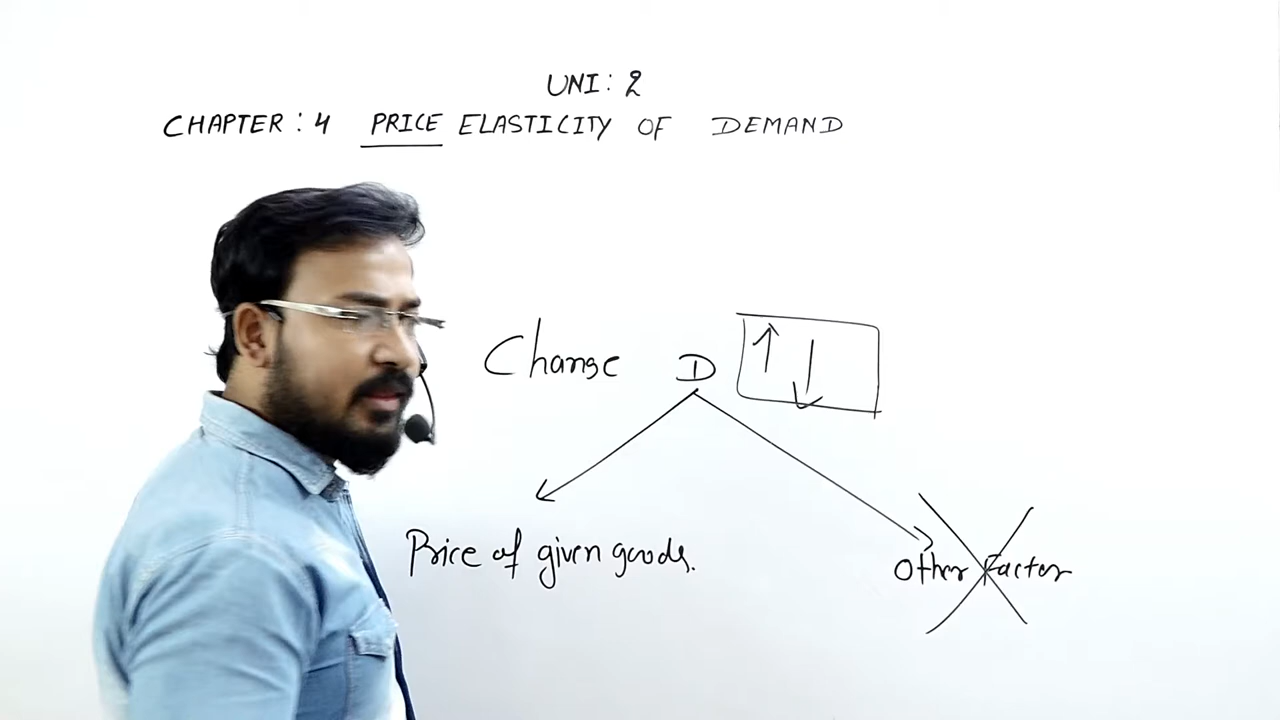 UNI: 2
CHAPTER: 4 PRICE ELASTICITY OF DEMAND
Change D ↑ ↓
Price of given goods.
Other Factor